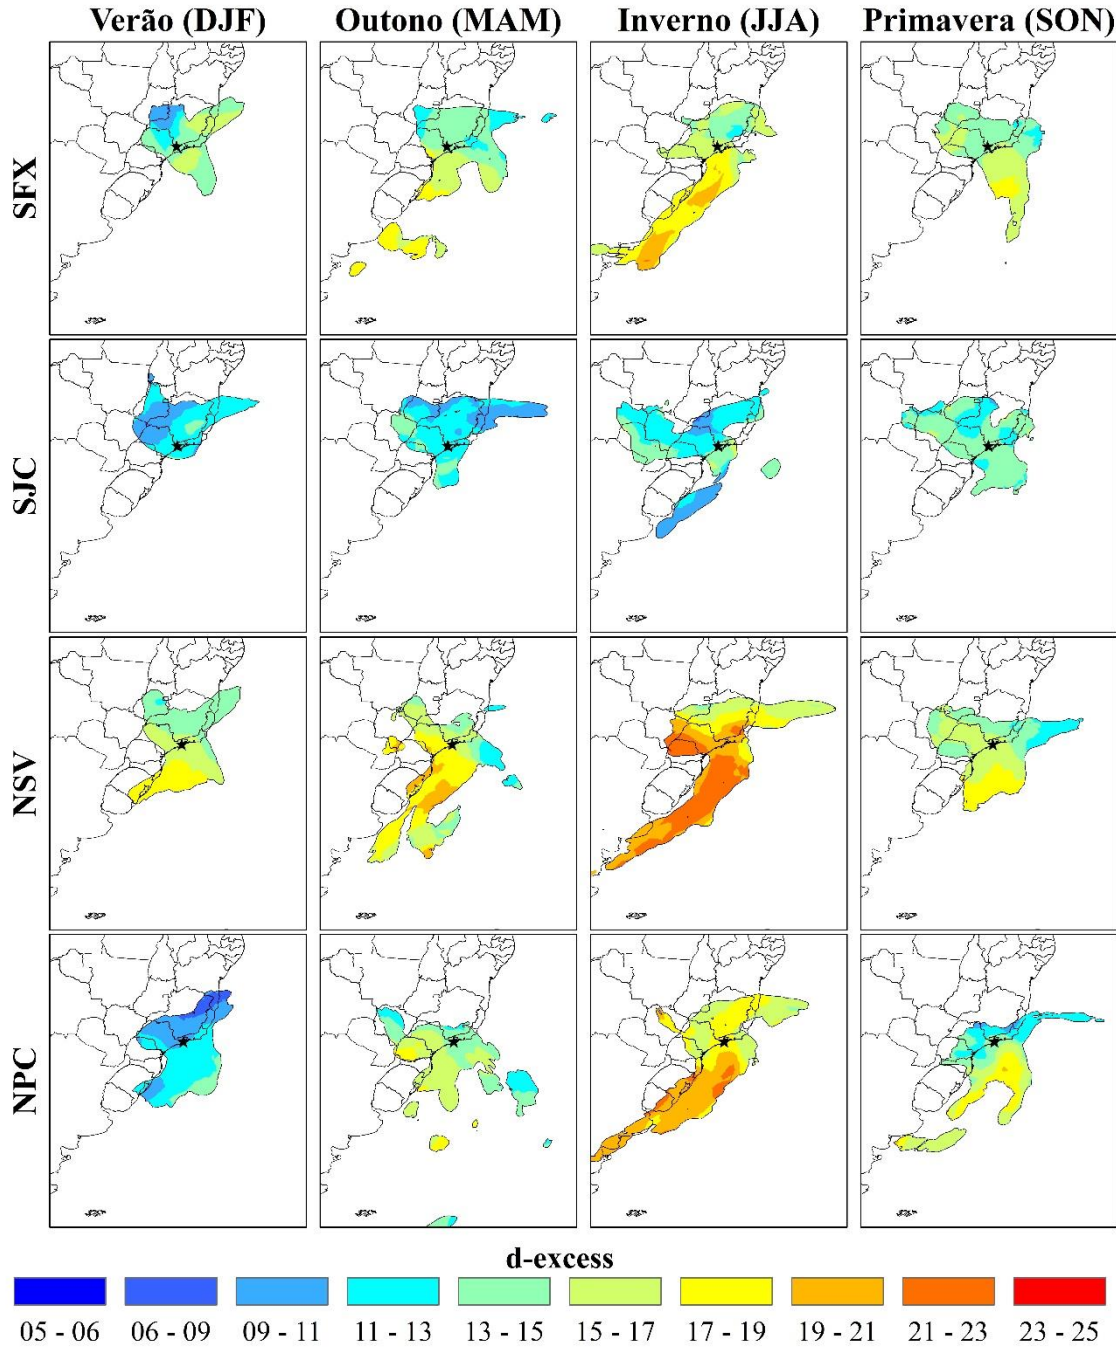 Verão (DJF) Outono (MAM) Inverno (JJA) Primavera (SON)
SFX
SJC
NSV
NPC
d-excess
05 - 06 06 - 09 09 - 11 11 - 13 13 - 15 15 - 17 17 - 19 19 - 21 21 - 23 23 - 25